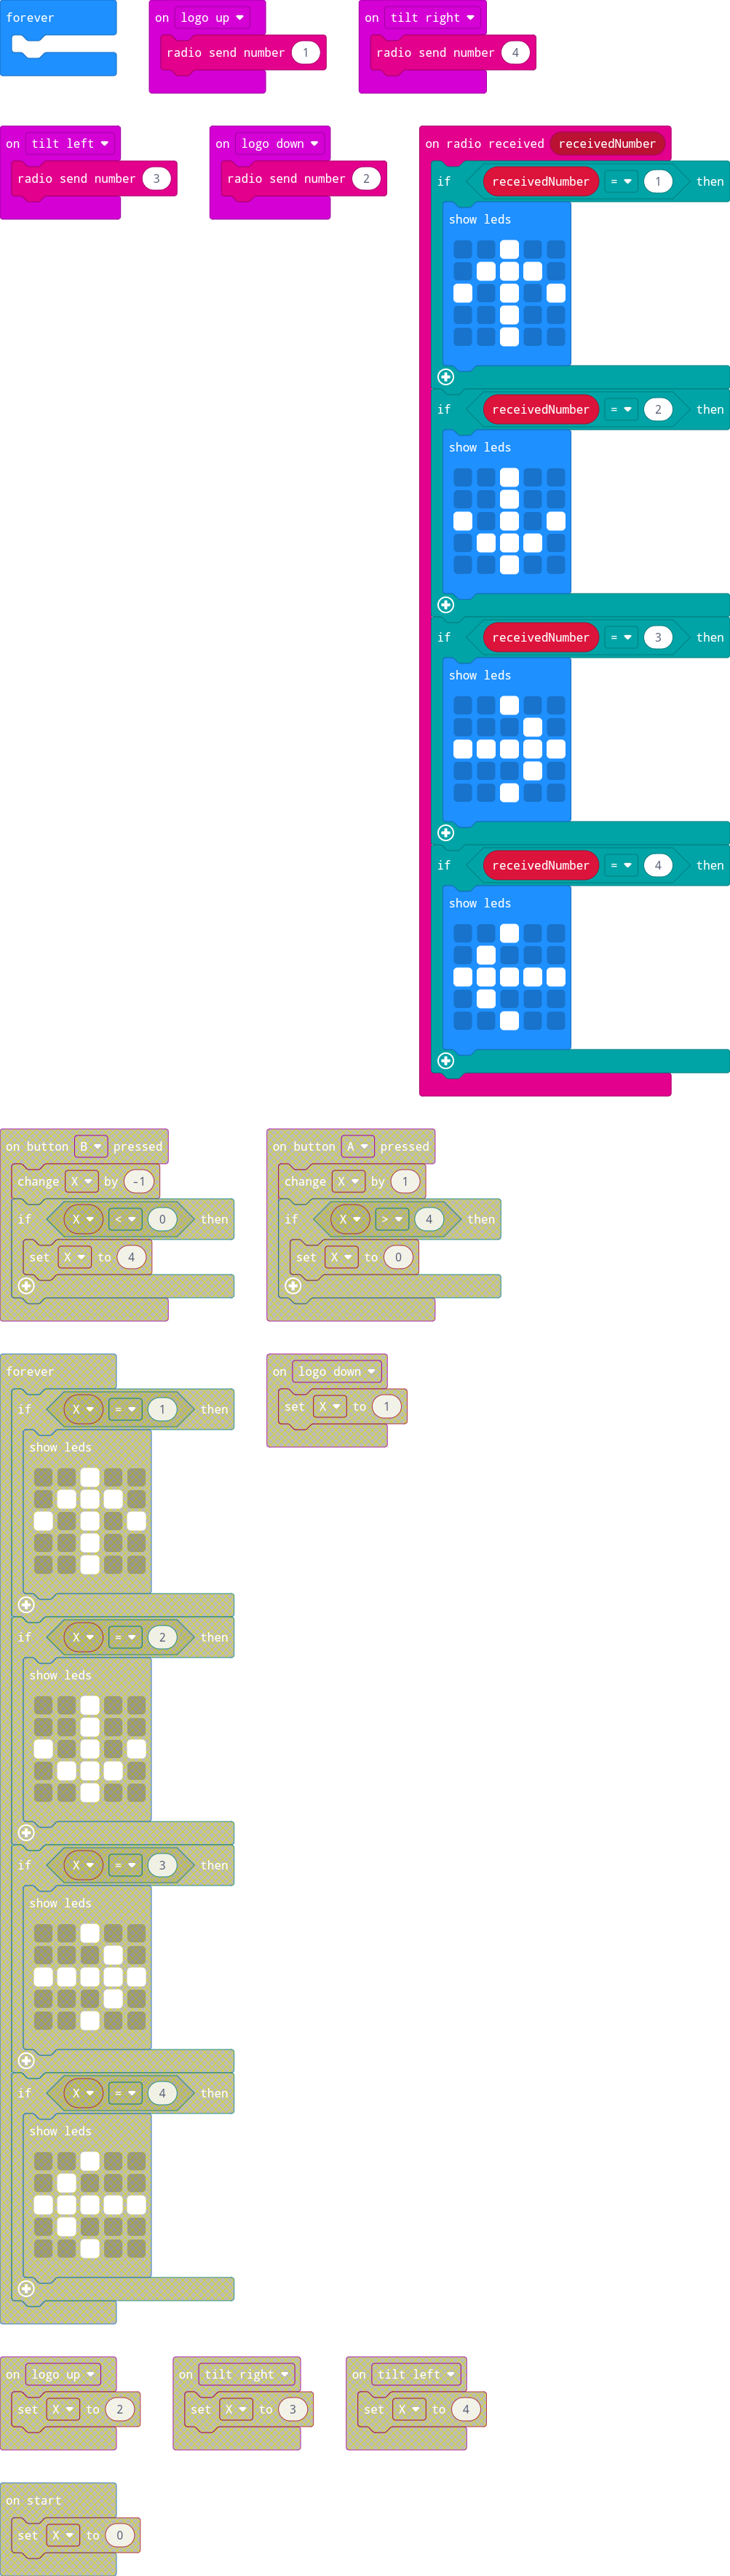 forever
on logo up
radio send number 1
on tilt right
radio send number 4
on tilt left
radio send number 3
on logo down
radio send number 2
on radio received receivedNumber
if receivedNumber = 1 then
show leds
if receivedNumber = 2 then
show leds
if receivedNumber = 3 then
show leds
if receivedNumber = 4 then
show leds
on button B pressed
change X by -1
if X < 0 then
set X to 4
on button A pressed
change X by 1
if X > 4 then
set X to 0
forever
if X = 1 then
show leds
if X = 2 then
show leds
if X = 3 then
show leds
if X = 4 then
show leds
on logo down
set X to 1
on logo up
set X to 2
on tilt right
set X to 3
on tilt left
set X to 4
on start
set X to 0